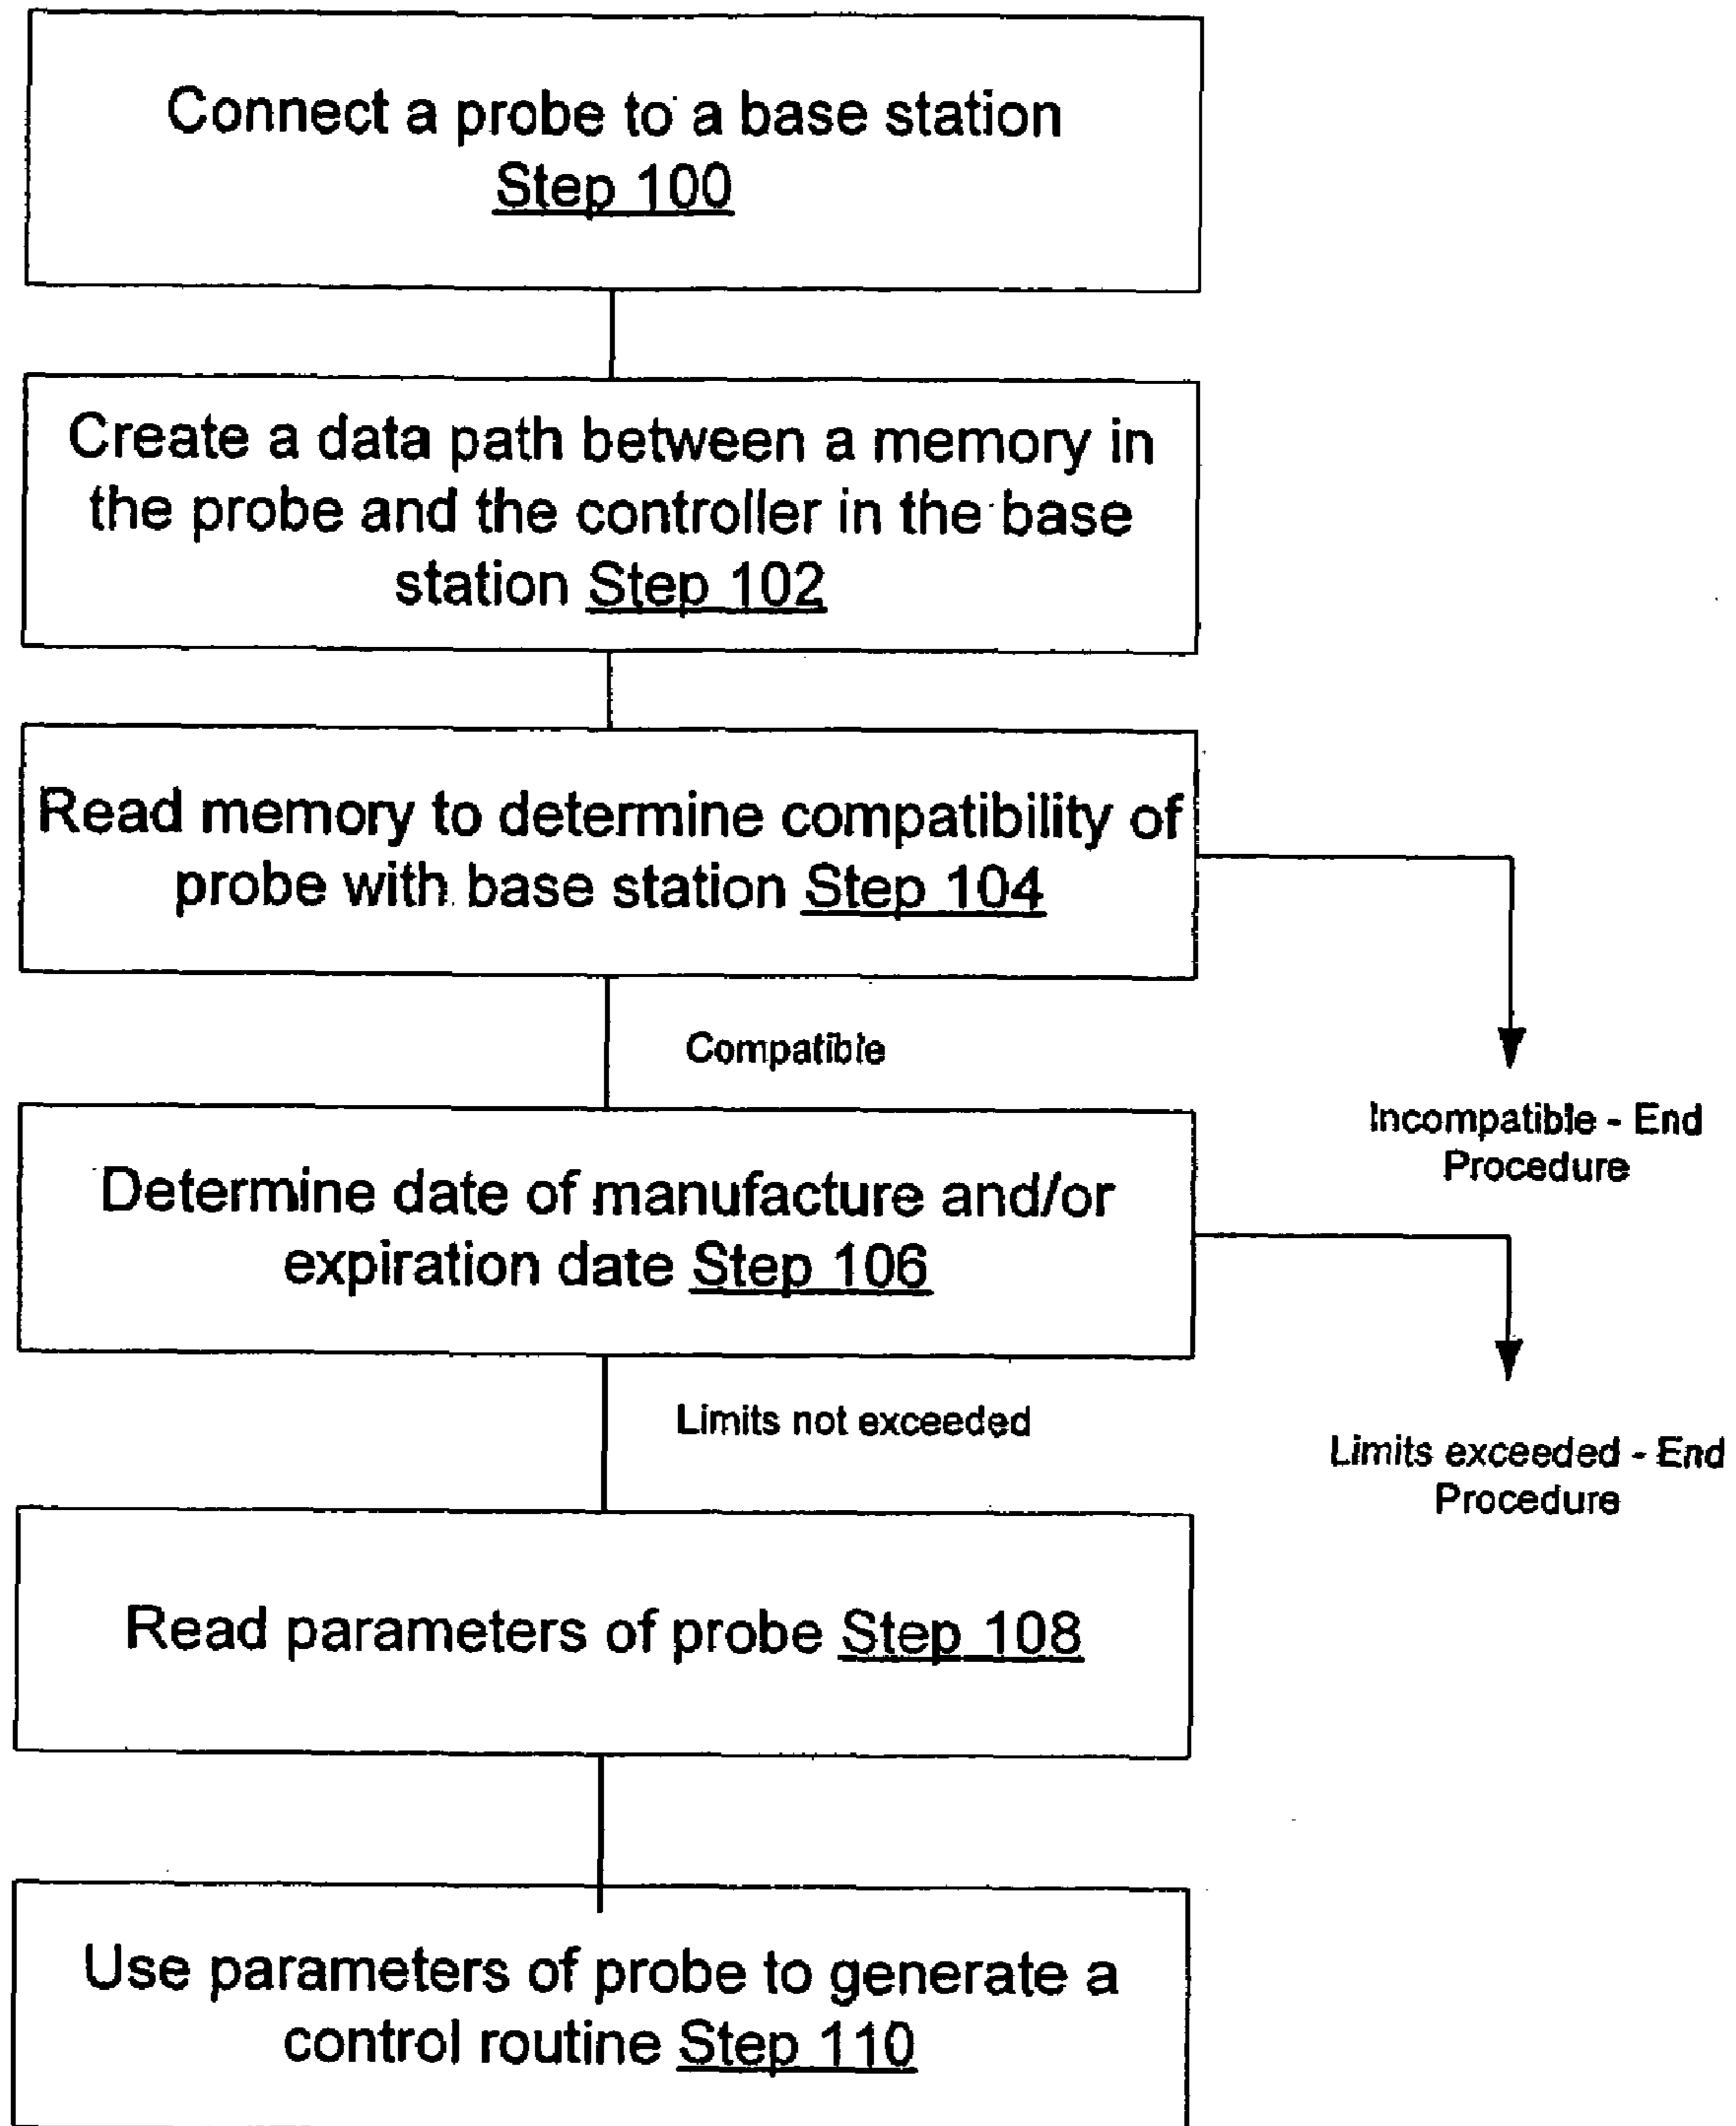 Connect a probe to a base station
Step 100
Create a data path between a memory in
the probe and the controller in the base
station Step 102
Read memory to determine compatibility of
probe with base station Step 104
Compatible
Incompatible - End
Procedure
Determine date of manufacture and/or
expiration date Step 106
Limits not exceeded
Limits exceeded - End
Procedure
Read parameters of probe Step 108
Use parameters of probe to generate a
control routine Step 110